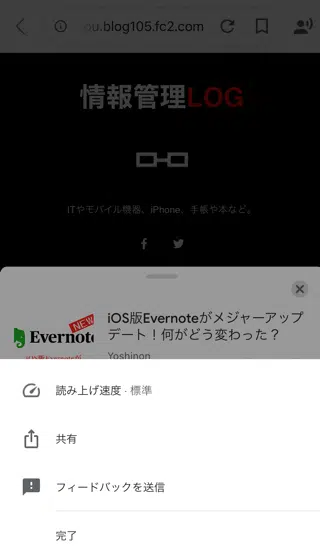 ou.blog105.fc2.com
情報管理LOG
ITやモバイル機器、iPhone、手帳や本など。
NEW
Evernote
iOS版Evernoteがメジャーアップ
デート！何がどう変わった？
Yoshinon
読み上げ速度 · 標準
共有
フィードバックを送信
完了